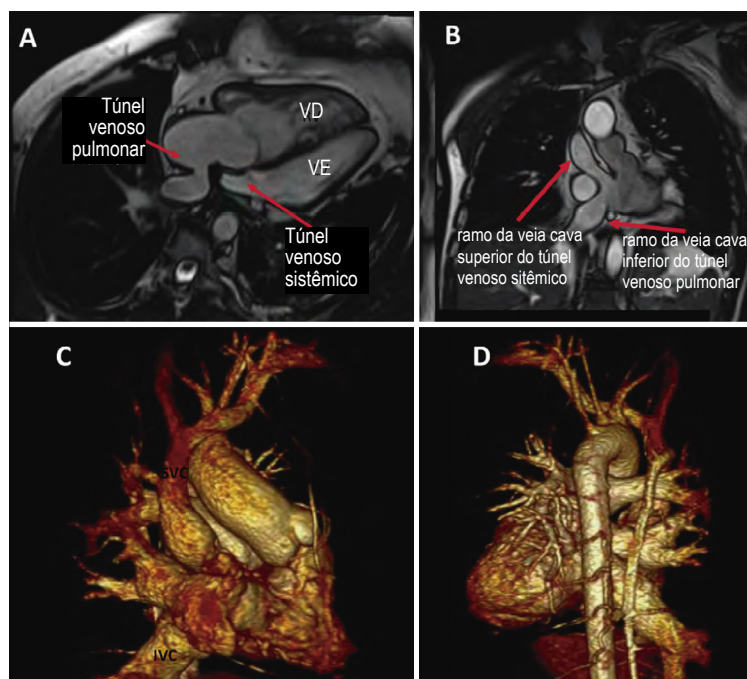 A
Túnel
venoso
pulmonar
VD
VE
Túnel
venoso
sistêmico
B
ramo da veia cava
superior do túnel
venoso sitêmico
ramo da veia cava
inferior do túnel
venoso pulmonar
C
SVC
IVC
D